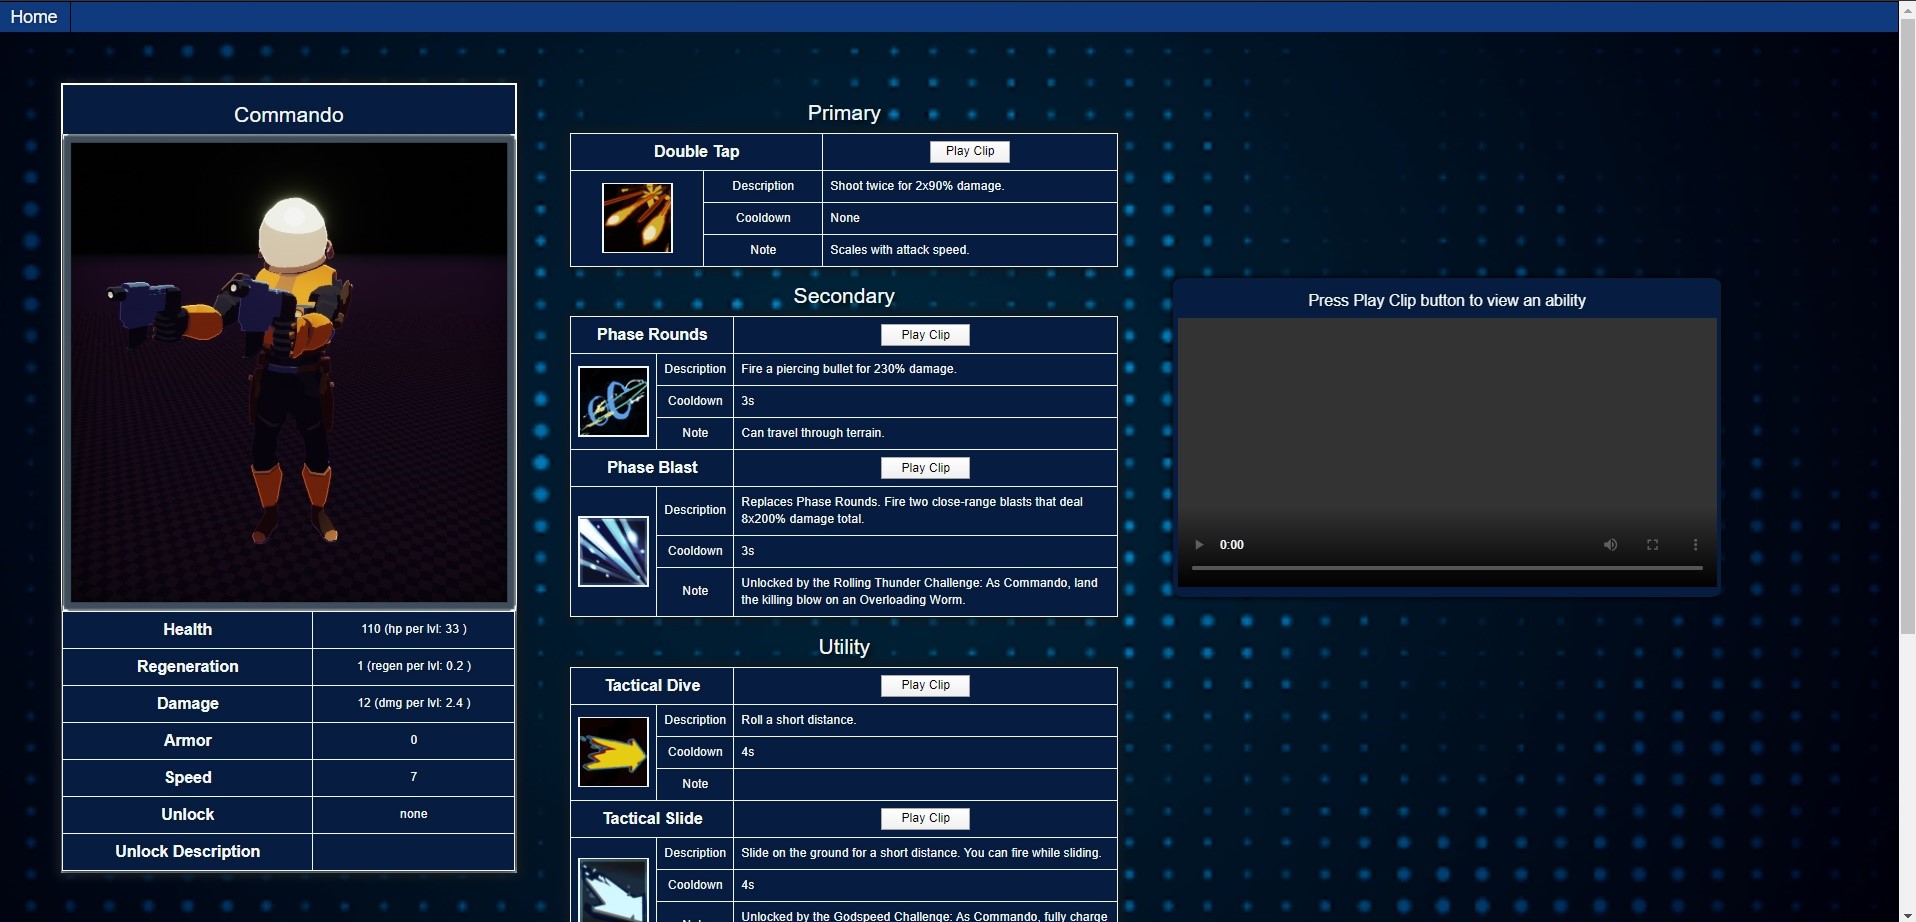 Home
Commando
Health
110 (hp per lvl: 33 )
Regeneration
1 (regen per lvl: 0.2 )
Damage
12 (dmg per lvl: 2.4 )
Armor
0
Speed
7
Unlock
none
Unlock Description
Primary
Double Tap
Play Clip
Description
Shoot twice for 2x90% damage.
Cooldown
None
Note
Scales with attack speed.
Secondary
Phase Rounds
Play Clip
Description
Fire a piercing bullet for 230% damage.
Cooldown
3s
Note
Can travel through terrain.
Phase Blast
Play Clip
Description
Replaces Phase Rounds. Fire two close-range blasts that deal
8x200% damage total.
Cooldown
3s
Note
Unlocked by the Rolling Thunder Challenge: As Commando, land
the killing blow on an Overloading Worm.
Utility
Tactical Dive
Play Clip
Description
Roll a short distance.
Cooldown
4s
Note
Tactical Slide
Play Clip
Description
Slide on the ground for a short distance. You can fire while sliding.
Cooldown
4s
Note
Unlocked by the Godspeed Challenge: As Commando, fully charge
Press Play Clip button to view an ability
0:00